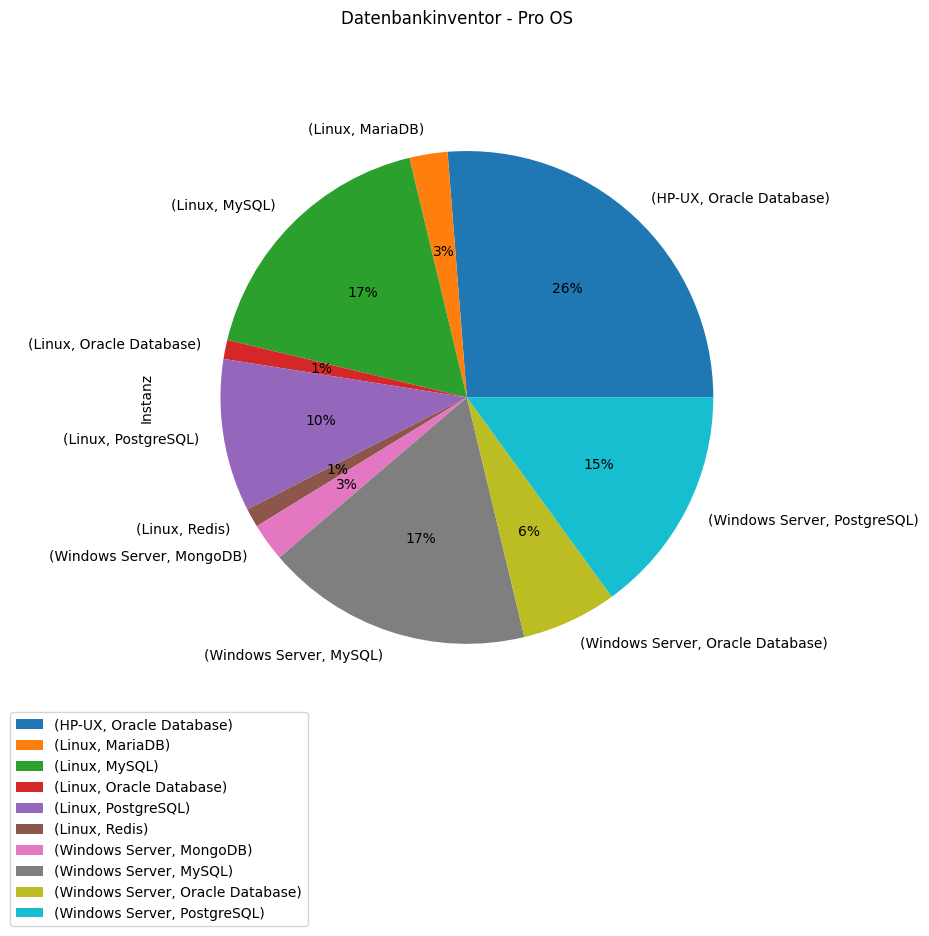 Datenbankinventor - Pro OS
(Linux, MariaDB)
(HP-UX, Oracle Database)
(Linux, MySQL)
3%
26%
17%
(Linux, Oracle Database)
1%
Instanz
10%
(Linux, PostgreSQL)
1%
15%
3%
(Windows Server, PostgreSQL)
(Linux, Redis)
6%
17%
(Windows Server, MongoDB)
(Windows Server, Oracle Database)
(Windows Server, MySQL)
(HP-UX, Oracle Database)
(Linux, MariaDB)
(Linux, MySQL)
(Linux, Oracle Database)
(Linux, PostgreSQL)
(Linux, Redis)
(Windows Server, MongoDB)
(Windows Server, MySQL)
(Windows Server, Oracle Database)
(Windows Server, PostgreSQL)